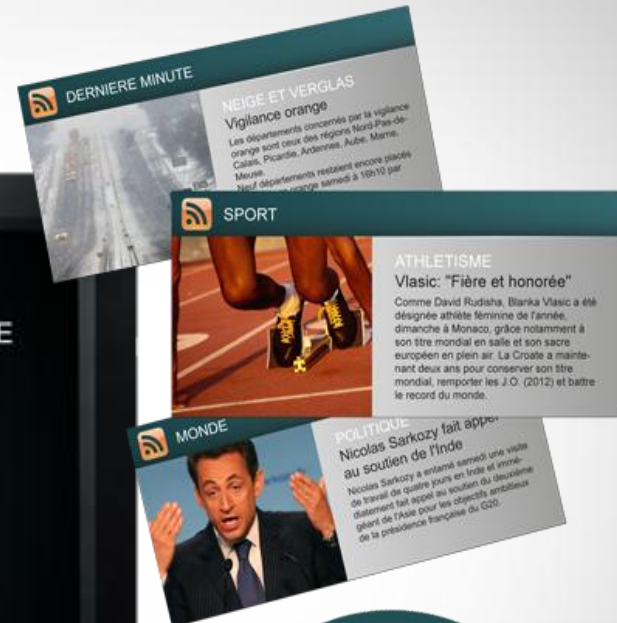 DERNIERE MINUTE
NEIGE ET VERGLAS
Vigilance orange
Les départements concernés par la vigilance
orange sont ceux des régions Nord-Pas-de-
Calais, Picardie, Ardennes, Aube, Marne,
Meuse.
Neuf départements restaient encore placés
orange samedi à 16h10 par
SPORT
ATHLETISME
Vlasic: "Fière et honorée"
Comme David Rudisha, Blanka Vlasic a été
désignée athlète féminine de l'année,
dimanche à Monaco, grâce notamment à
son titre mondial en salle et son sacre
européen en plein air. La Croate a mainte-
nant deux ans pour conserver son titre
mondial, remporter les J.O. (2012) et battre
le record du monde.
E
MONDE
POLITIQUE
Nicolas Sarkozy fait appel
au soutien de l'Inde
Nicolas Sarkozy a entamé samedi une visite
de travail de quatre jours en Inde et immé-
diatement fait appel au soutien du deuxième
géant de l'Asie pour les objectifs ambitieux
de la présidence française du G20.